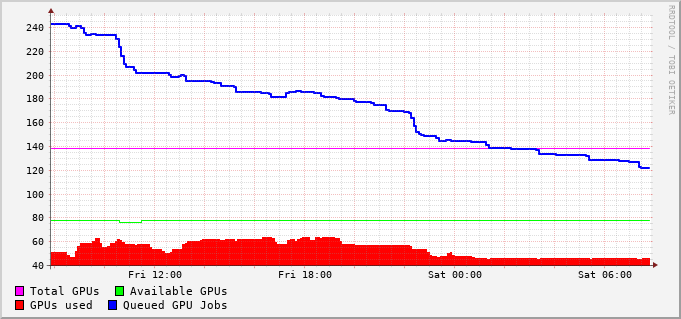 240
220
200
180
160
140
120
100
80
60
40
Fri 12:00 Fri 18:00 Sat 00:00 Sat 06:00
Total GPUs Available GPUs
GPUs used Queued GPU Jobs
RRDTOOL / TOBI OETIKER